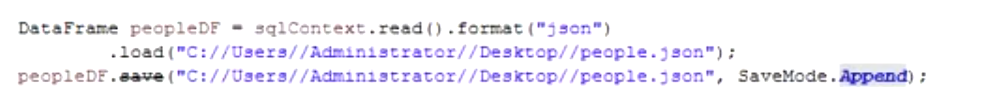 DataFrame peopleDF = sqlContext.read().format("json")
.load("C://Users//Administrator//Desktop//people.json");
peopleDF.save("C://Users//Administrator//Desktop//people.json", SaveMode.Append);